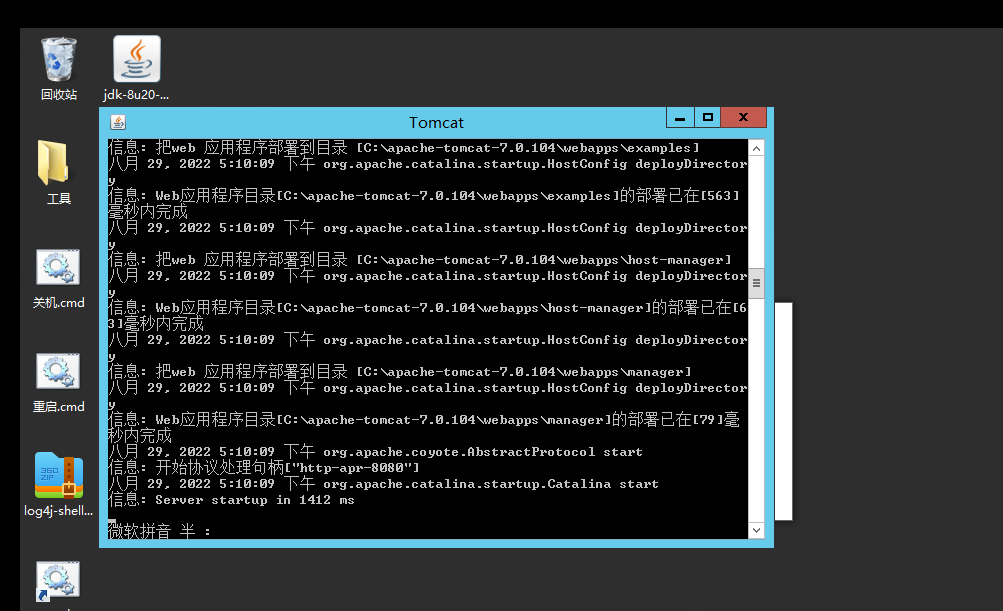 回收站
jdk-8u20-...
工具
关机.cmd
重启.cmd
360
ZIP
log4j-shell...
Tomcat
信息: 把web 应用程序部署到目录 [C:\apache-tomcat-7.0.104\webapps\examples]
八月 29, 2022 5:10:09 下午 org.apache.catalina.startup.HostConfig deployDirector
y
信息: Web应用程序目录[C:\apache-tomcat-7.0.104\webapps\examples]的部署已在[563]
毫秒内完成
八月 29, 2022 5:10:09 下午 org.apache.catalina.startup.HostConfig deployDirector
y
信息: 把web 应用程序部署到目录 [C:\apache-tomcat-7.0.104\webapps\host-manager]
八月 29, 2022 5:10:09 下午 org.apache.catalina.startup.HostConfig deployDirector
y
信息: Web应用程序目录[C:\apache-tomcat-7.0.104\webapps\host-manager]的部署已在[6
3]毫秒内完成
八月 29, 2022 5:10:09 下午 org.apache.catalina.startup.HostConfig deployDirector
y
信息: 把web 应用程序部署到目录 [C:\apache-tomcat-7.0.104\webapps\manager]
八月 29, 2022 5:10:09 下午 org.apache.catalina.startup.HostConfig deployDirector
y
信息: Web应用程序目录[C:\apache-tomcat-7.0.104\webapps\manager]的部署已在[79]毫
秒内完成
八月 29, 2022 5:10:09 下午 org.apache.coyote.AbstractProtocol start
信息: 开始协议处理句柄["http-apr-8080"]
八月 29, 2022 5:10:09 下午 org.apache.catalina.startup.Catalina start
信息: Server startup in 1412 ms
微软拼音 半 :